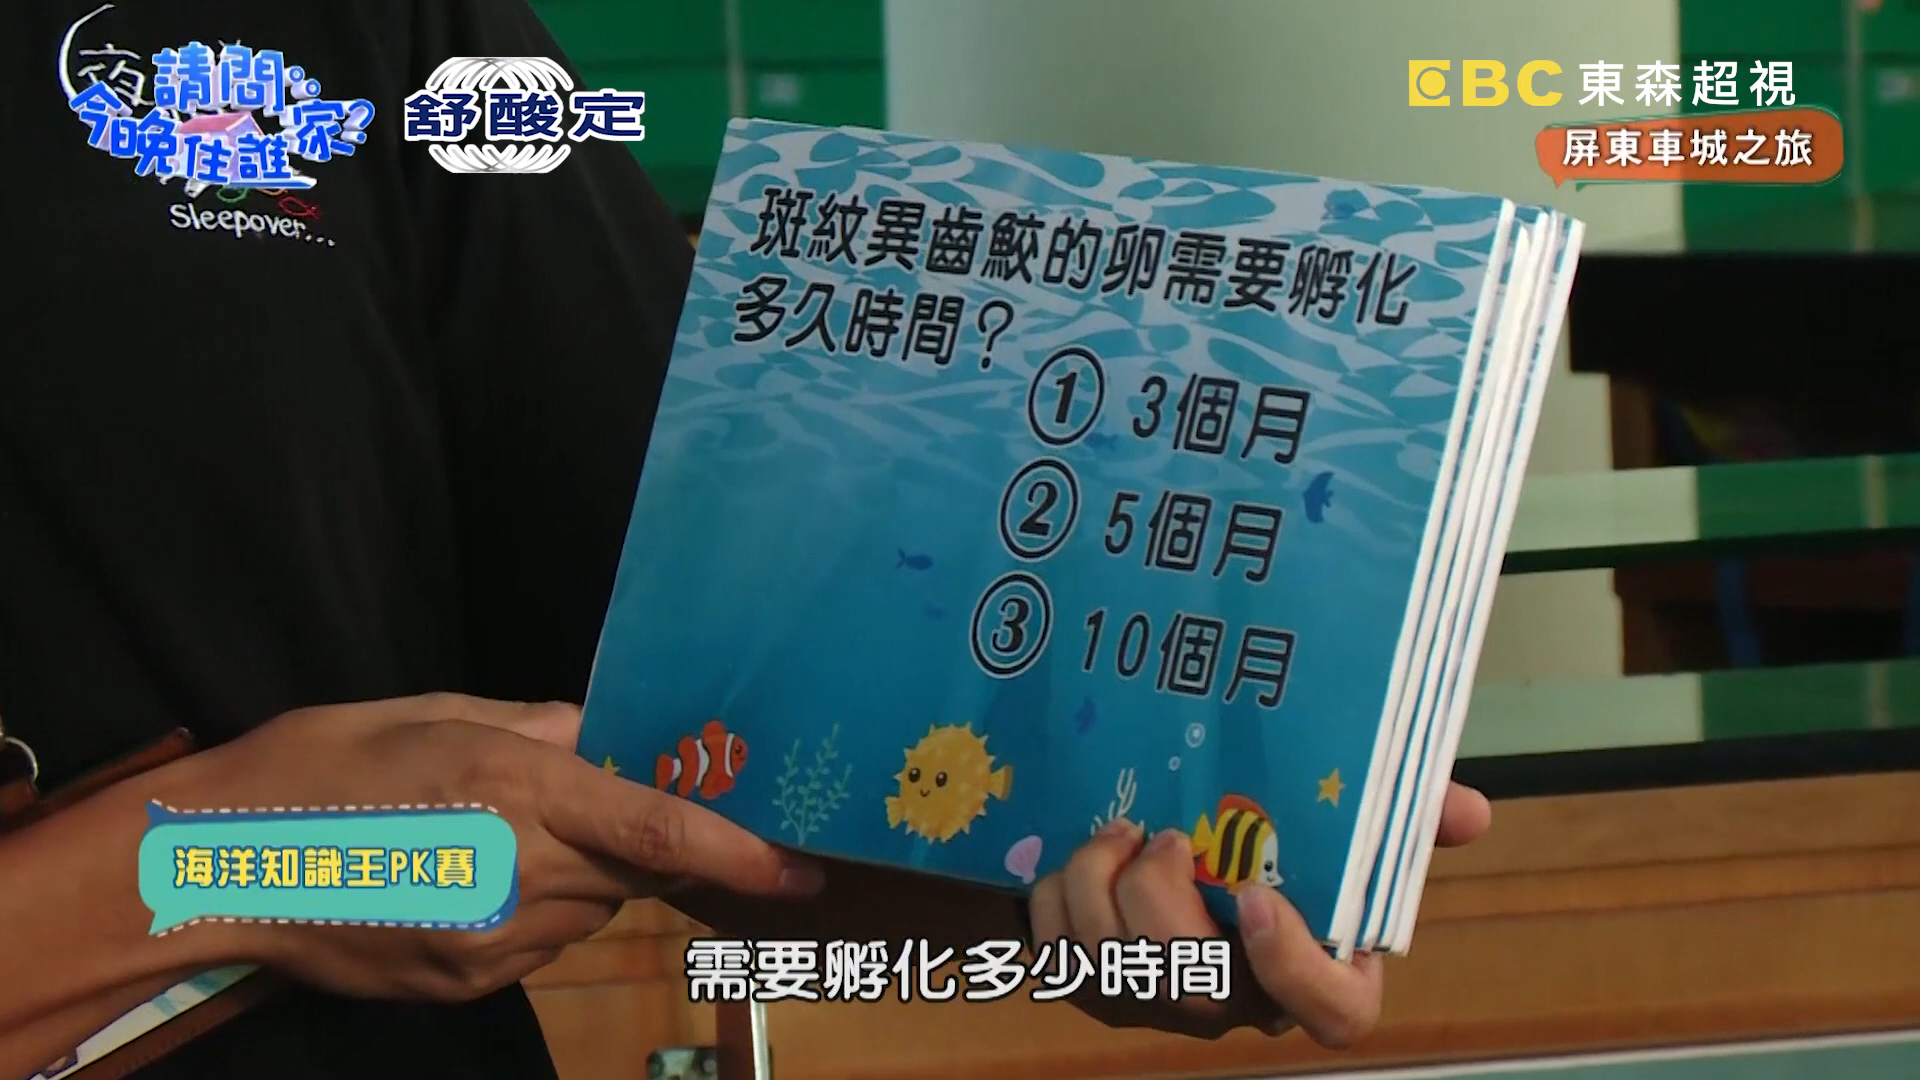 夜
請問
今晚住誰家?
Sleepover...
舒酸定
EBC 東森超視
屏東車城之旅
斑紋異齒鮫的卵需要孵化
多久時間?
① 3個月
② 5個月
③ 10個月
海洋知識王PK賽
需要孵化多少時間